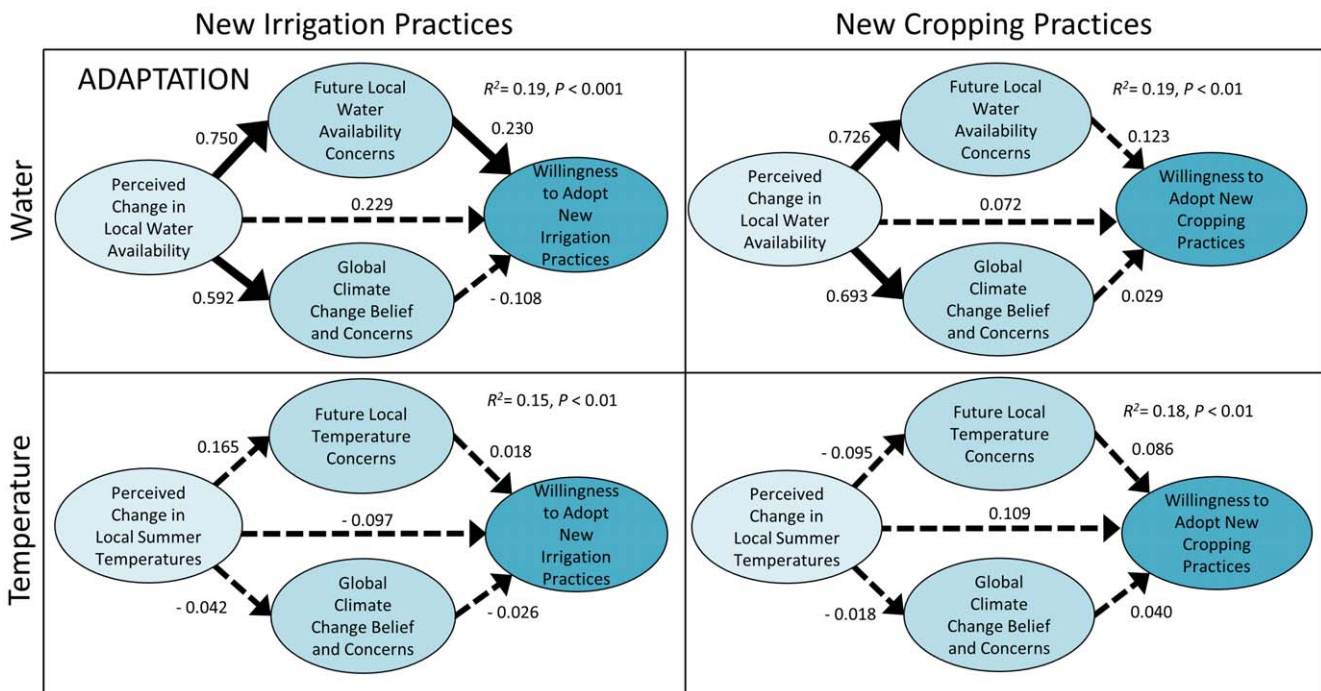 New Irrigation Practices
New Cropping Practices
Water
ADAPTATION
Future Local
Water
Availability
Concerns
R²= 0.19, P < 0.001
0.750
0.230
Perceived
Change in
Local Water
Availability
0.229
Willingness
to Adopt
New
Irrigation
Practices
0.592
Global
Climate
Change Belief
and Concerns
- 0.108
Future Local
Water
Availability
Concerns
R²= 0.19, P < 0.01
0.726
0.123
Perceived
Change in
Local Water
Availability
0.072
Willingness to
Adopt New
Cropping
Practices
0.693
Global
Climate
Change Belief
and Concerns
0.029
Temperature
Future Local
Temperature
Concerns
R²= 0.15, P < 0.01
0.165
0.018
Perceived
Change in
Local Summer
Temperatures
- 0.097
Willingness
to Adopt
New
Irrigation
Practices
- 0.042
Global
Climate
Change Belief
and Concerns
- 0.026
Future Local
Temperature
Concerns
R²= 0.18, P < 0.01
- 0.095
0.086
Perceived
Change in
Local Summer
Temperatures
0.109
Willingness to
Adopt New
Cropping
Practices
- 0.018
Global
Climate
Change Belief
and Concerns
0.040